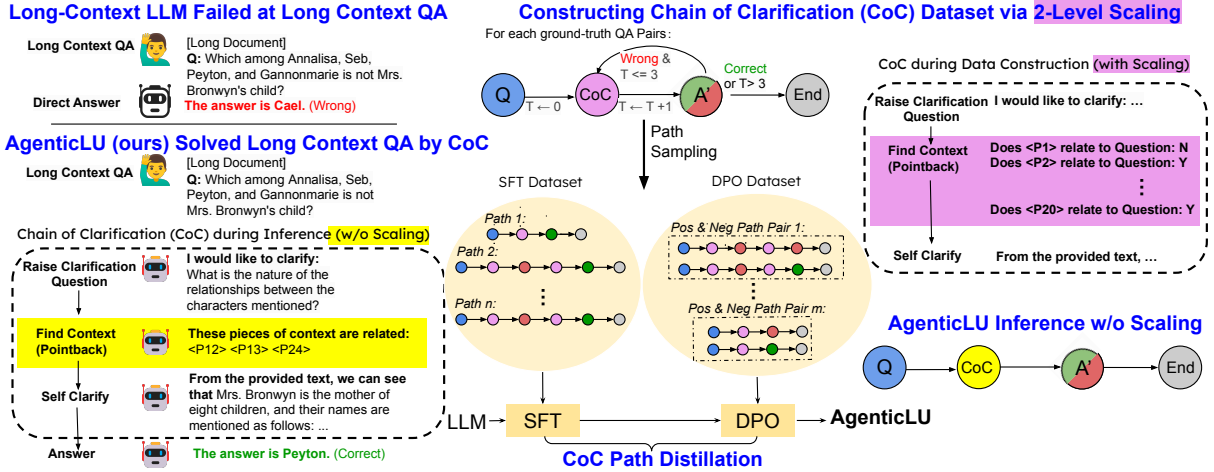 Long-Context LLM Failed at Long Context QA
Long Context QA
[Long Document]
Q: Which among Annalisa, Seb,
Peyton, and Gannonmarie is not Mrs.
Bronwyn's child?
Direct Answer
The answer is Cael. (Wrong)
AgenticLU (ours) Solved Long Context QA by CoC
Long Context QA
[Long Document]
Q: Which among Annalisa, Seb,
Peyton, and Gannonmarie is not
Mrs. Bronwyn's child?
Chain of Clarification (CoC) during Inference (w/o Scaling)
Raise Clarification
Question
I would like to clarify:
What is the nature of the
relationships between the
characters mentioned?
Find Context
(Pointback)
These pieces of context are related:
<P12> <P13> <P24>
Self Clarify
From the provided text, we can see
that Mrs. Bronwyn is the mother of
eight children, and their names are
mentioned as follows: ...
Answer
The answer is Peyton. (Correct)
Constructing Chain of Clarification (CoC) Dataset via 2-Level Scaling
For each ground-truth QA Pairs:
Wrong &
T <= 3
Correct
or T> 3
Q
CoC
A'
End
T ← 0
T ← T +1
Path
Sampling
SFT Dataset
Path 1:
Path 2:
Path n:
DPO Dataset
Pos & Neg Path Pair 1:
Pos & Neg Path Pair m:
LLM
SFT
DPO
AgenticLU
CoC Path Distillation
CoC during Data Construction (with Scaling)
Raise Clarification
Question
I would like to clarify: ...
Find Context
(Pointback)
Does <P1> relate to Question: N
Does <P2> relate to Question: Y
Does <P20> relate to Question: Y
Self Clarify
From the provided text, ...
AgenticLU Inference w/o Scaling
Q
CoC
A'
End